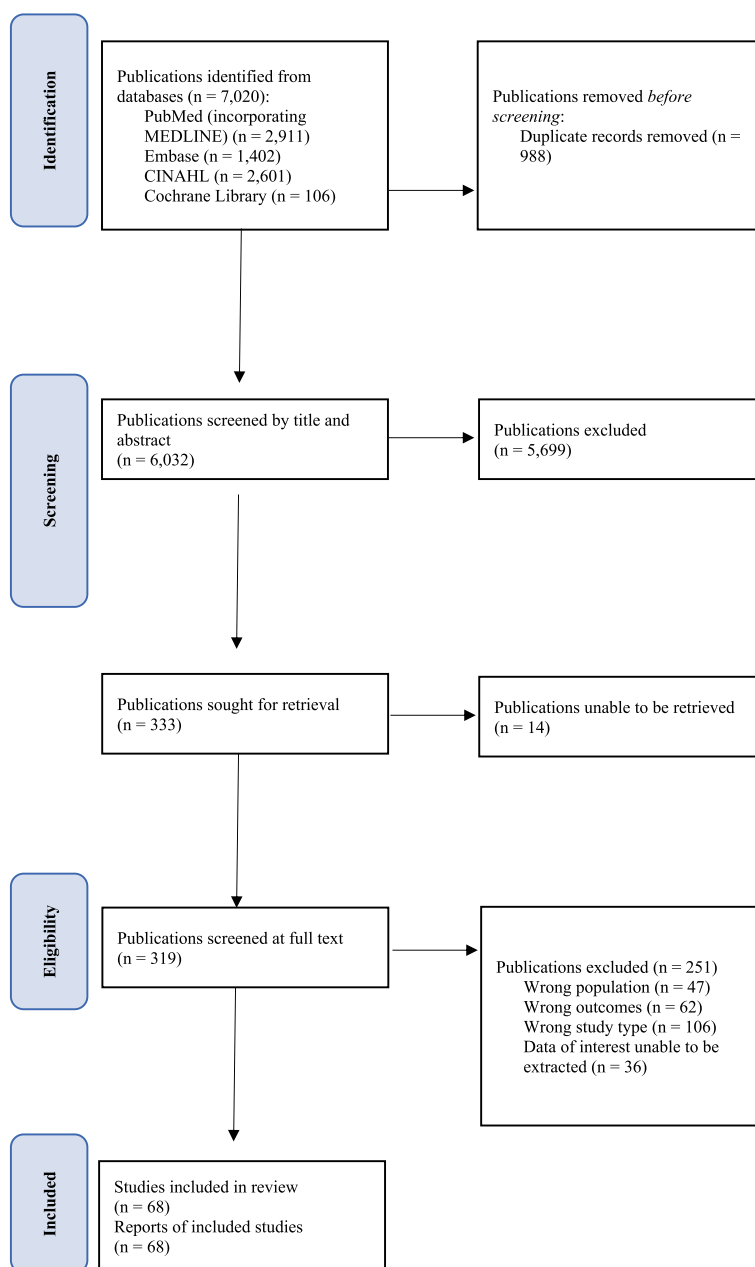 Identification
Publications identified from
databases (n = 7,020):
PubMed (incorporating
MEDLINE) (n = 2,911)
Embase (n = 1,402)
CINAHL (n = 2,601)
Cochrane Library (n = 106)
Publications removed before
screening:
Duplicate records removed (n =
988)
Screening
Publications screened by title and
abstract
(n = 6,032)
Publications excluded
(n = 5,699)
Publications sought for retrieval
(n = 333)
Publications unable to be retrieved
(n = 14)
Eligibility
Publications screened at full text
(n = 319)
Publications excluded (n = 251)
Wrong population (n = 47)
Wrong outcomes (n = 62)
Wrong study type (n = 106)
Data of interest unable to be
extracted (n = 36)
Included
Studies included in review
(n = 68)
Reports of included studies
(n = 68)